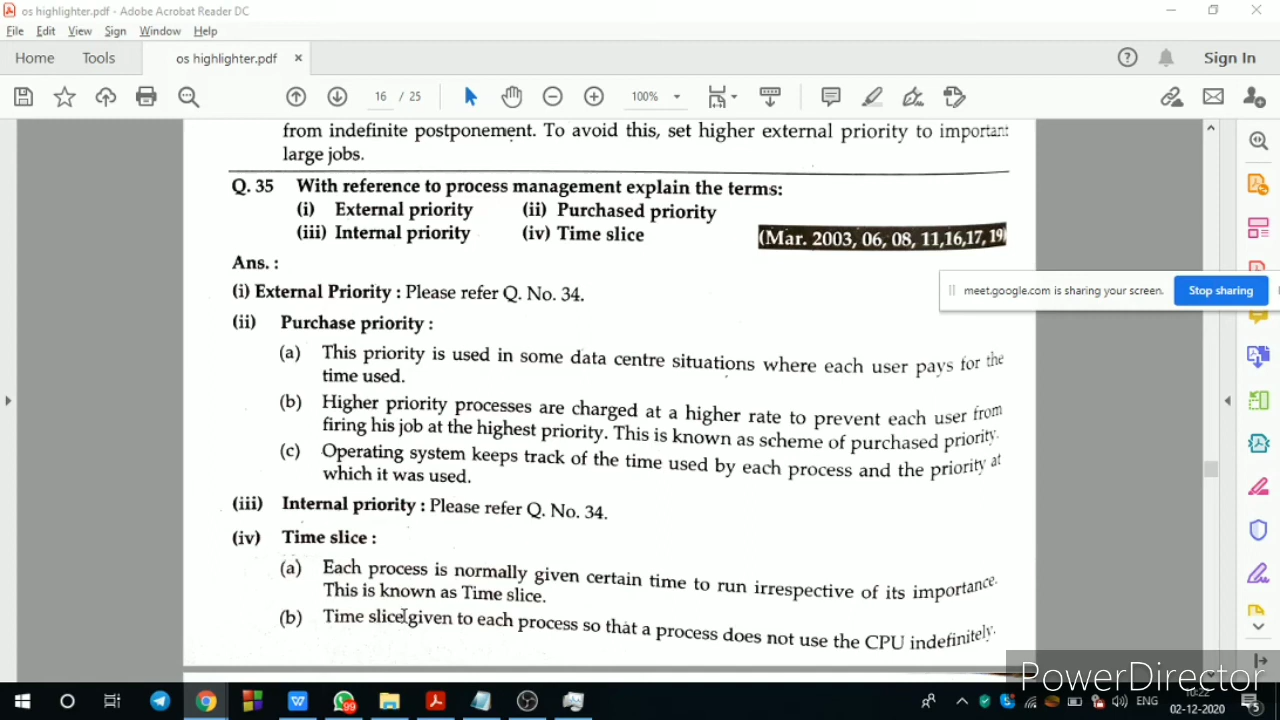 os highlighter.pdf - Adobe Acrobat Reader DC
File Edit View Sign Window Help
Home Tools os highlighter.pdf × Sign In
16 / 25 100%
from indefinite postponement. To avoid this, set higher external priority to important
large jobs.
Q. 35 With reference to process management explain the terms:
(i) External priority (ii) Purchased priority
(iii) Internal priority (iv) Time slice
(Mar. 2003, 06, 08, 11,16,17, 19)
Ans. :
meet.google.com is sharing your screen. Stop sharing
(i) External Priority : Please refer Q. No. 34.
(ii) Purchase priority :
(a) This priority is used in some data centre situations where each user pays for the
time used.
(b) Higher priority processes are charged at a higher rate to prevent each user from
firing his job at the highest priority. This is known as scheme of purchased priority.
(c) Operating system keeps track of the time used by each process and the priority at
which it was used.
(iii) Internal priority : Please refer Q. No. 34.
(iv) Time slice :
(a) Each process is normally given certain time to run irrespective of its importance.
This is known as Time slice.
(b) Time slice given to each process so that a process does not use the CPU indefinitely.
PowerDirector
99
ENG
10:22
02-12-2020
5